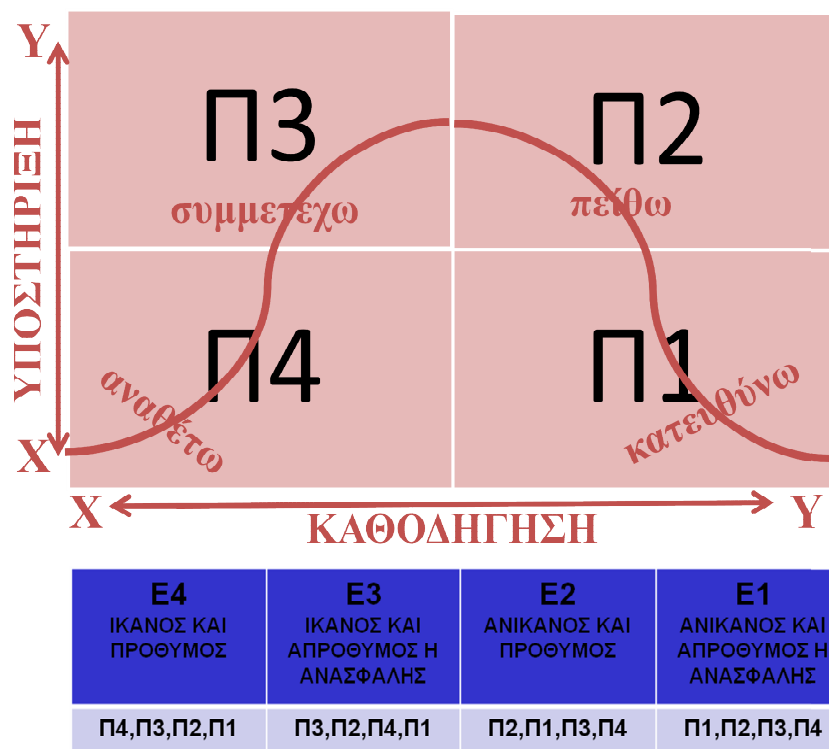 Υ
Π3
Π2
συμμετεχω
πείθω
ΥΠΟΣΤΗΡΙΞΗ
Π4
Π1
αναθέτω
κατευθύνω
Χ
Χ
Υ
ΚΑΘΟΔΗΓΗΣΗ
Ε4
ΙΚΑΝΟΣ ΚΑΙ
ΠΡΟΘΥΜΟΣ
Ε3
ΙΚΑΝΟΣ ΚΑΙ
ΑΠΡΟΘΥΜΟΣ Η
ΑΝΑΣΦΑΛΗΣ
Ε2
ΑΝΙΚΑΝΟΣ ΚΑΙ
ΠΡΟΘΥΜΟΣ
Ε1
ΑΝΙΚΑΝΟΣ ΚΑΙ
ΑΠΡΟΘΥΜΟΣ Η
ΑΝΑΣΦΑΛΗΣ
Π4,Π3,Π2,Π1
Π3,Π2,Π4,Π1
Π2,Π1,Π3,Π4
Π1,Π2,Π3,Π4